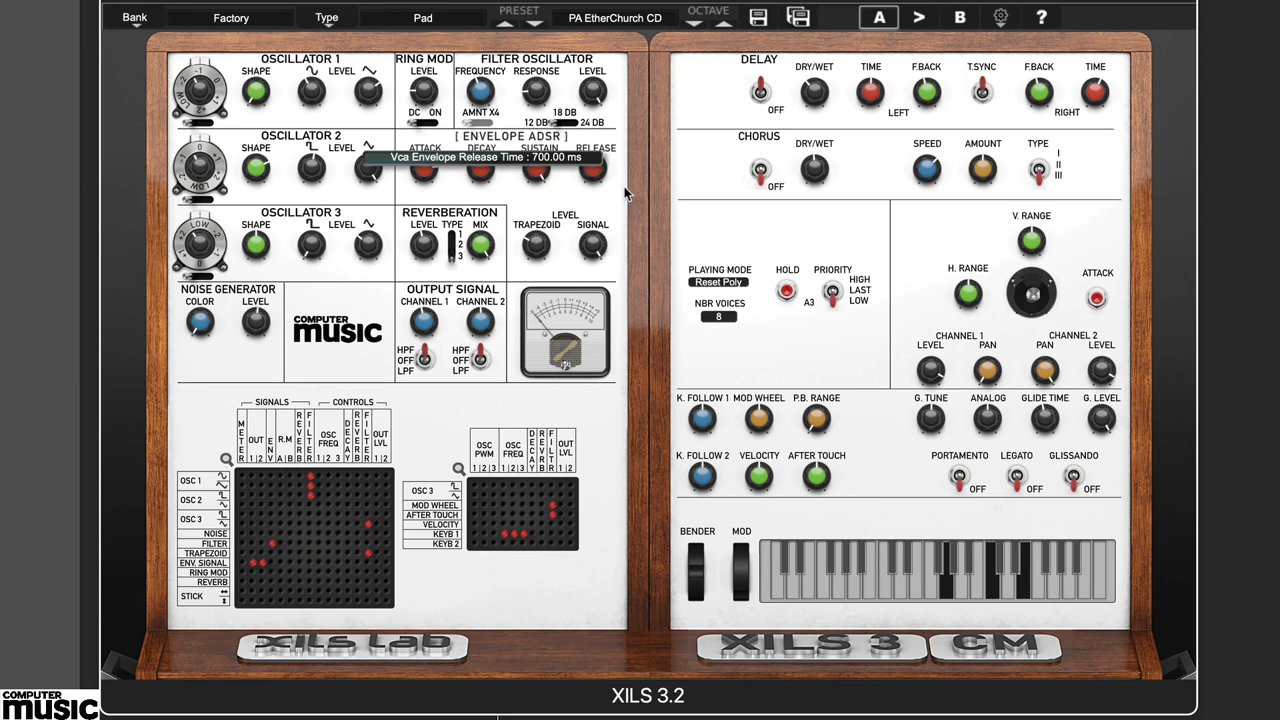 Bank
Factory
Type
Pad
PRESET
PA EtherChurch CD
OCTAVE
A > B ?
OSCILLATOR 1
SHAPE LEVEL
RING MOD
LEVEL
DC ON
FILTER OSCILLATOR
FREQUENCY RESPONSE LEVEL
AMNT X4
18 DB
12 DB 24 DB
OSCILLATOR 2
SHAPE LEVEL
[ ENVELOPE ADSR ]
ATTACK DECAY SUSTAIN RELEASE
Vca Envelope Release Time : 700.00 ms
OSCILLATOR 3
SHAPE LEVEL
REVERBERATION
LEVEL TYPE MIX
1
2
3
LEVEL
TRAPEZOID SIGNAL
NOISE GENERATOR
COLOR LEVEL
COMPUTER
music
OUTPUT SIGNAL
CHANNEL 1 CHANNEL 2
HPF
OFF
LPF
HPF
OFF
LPF
SIGNALS CONTROLS
METER
OUT
1 2
ENV
R.M
A B
REVERB
FILTER
OSC
FREQ
1 2 3
DECAY
REVERB
FILTER
OUT
LVL
1 2
OSC 1
OSC 2
OSC 3
NOISE
FILTER
TRAPEZOID
ENV. SIGNAL
RING MOD
REVERB
STICK
OSC
PWM
1 2 3
OSC
FREQ
1 2 3
DECAY
REVERB
FILTR
OUT
LVL
1 2
OSC 3
MOD WHEEL
AFTER TOUCH
VELOCITY
KEYB 1
KEYB 2
DELAY
OFF
DRY/WET TIME F.BACK T.SYNC F.BACK TIME
LEFT RIGHT
CHORUS
OFF
DRY/WET SPEED AMOUNT TYPE
I
II
III
PLAYING MODE
Reset Poly
NBR VOICES
8
HOLD PRIORITY
A3
HIGH
LAST
LOW
V. RANGE
H. RANGE
ATTACK
CHANNEL 1 CHANNEL 2
LEVEL PAN PAN LEVEL
K. FOLLOW 1 MOD WHEEL P.B. RANGE
G. TUNE ANALOG GLIDE TIME G. LEVEL
K. FOLLOW 2 VELOCITY AFTER TOUCH
PORTAMENTO LEGATO GLISSANDO
OFF OFF OFF
BENDER MOD
xils lab
XILS 3 CM
XILS 3.2
COMPUTER
music